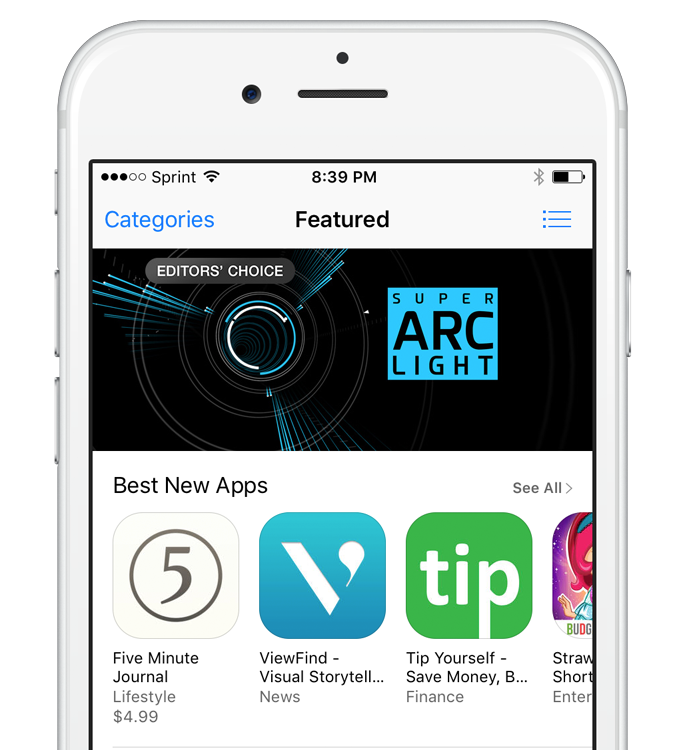 Sprint 8:39 PM
Categories Featured
EDITORS' CHOICE
SUPER
ARC
LIGHT
Best New Apps See All
5
tip
BUDG
Five Minute
Journal
Lifestyle
$4.99
ViewFind -
Visual Storytell...
News
Tip Yourself -
Save Money, B...
Finance
Straw
Short
Enter